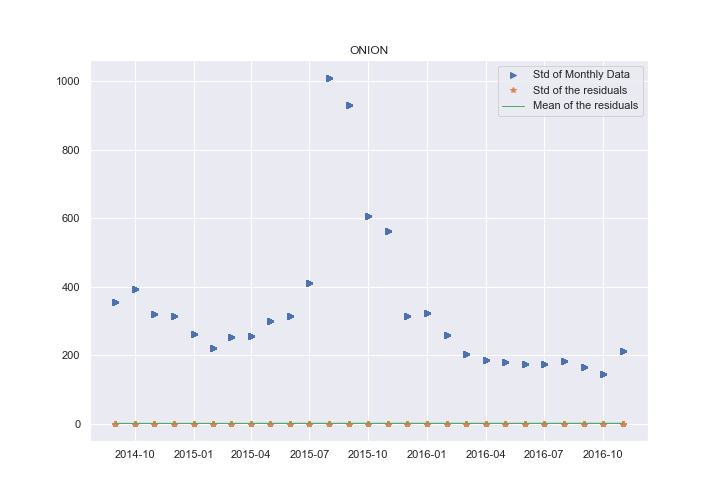 ONION
Std of Monthly Data
Std of the residuals
Mean of the residuals
1000
800
600
400
200
0
2014-10 2015-01 2015-04 2015-07 2015-10 2016-01 2016-04 2016-07 2016-10